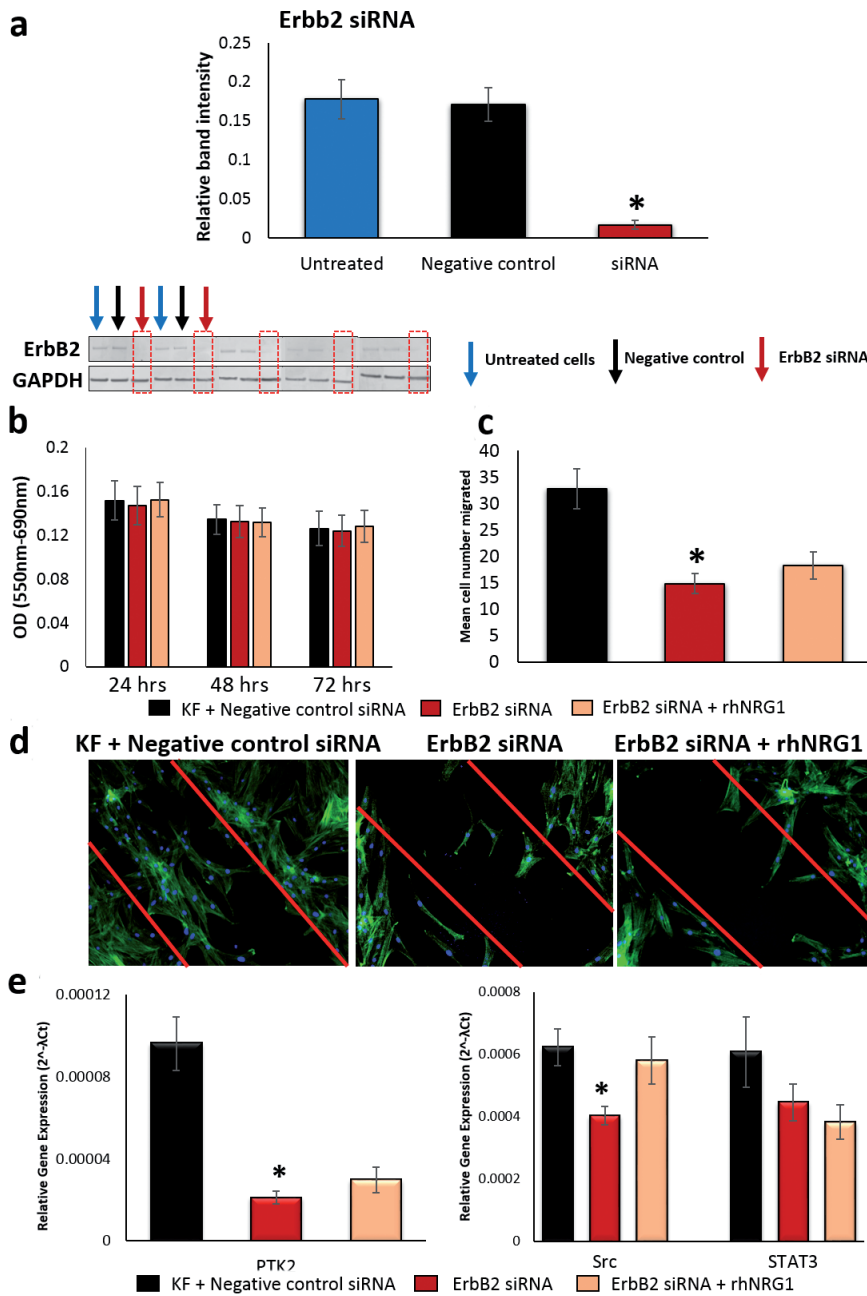 a
Erbb2 siRNA
Relative band intensity
0.25
0.2
0.15
0.1
0.05
0
*
Untreated
Negative control
siRNA
ErbB2
GAPDH
Untreated cells
Negative control
ErbB2 siRNA
b
OD (550nm-690nm)
0.2
0.16
0.12
0.08
0.04
0
24 hrs
48 hrs
72 hrs
c
Mean cell number migrated
40
35
30
25
20
15
10
5
0
*
KF + Negative control siRNA
ErbB2 siRNA
ErbB2 siRNA + rhNRG1
d
KF + Negative control siRNA
ErbB2 siRNA
ErbB2 siRNA + rhNRG1
e
Relative Gene Expression (2^-λCt)
0.00012
0.00008
0.00004
0
*
PTK2
Relative Gene Expression (2^-λCt)
0.0008
0.0006
0.0004
0.0002
0
*
Src
STAT3
KF + Negative control siRNA
ErbB2 siRNA
ErbB2 siRNA + rhNRG1